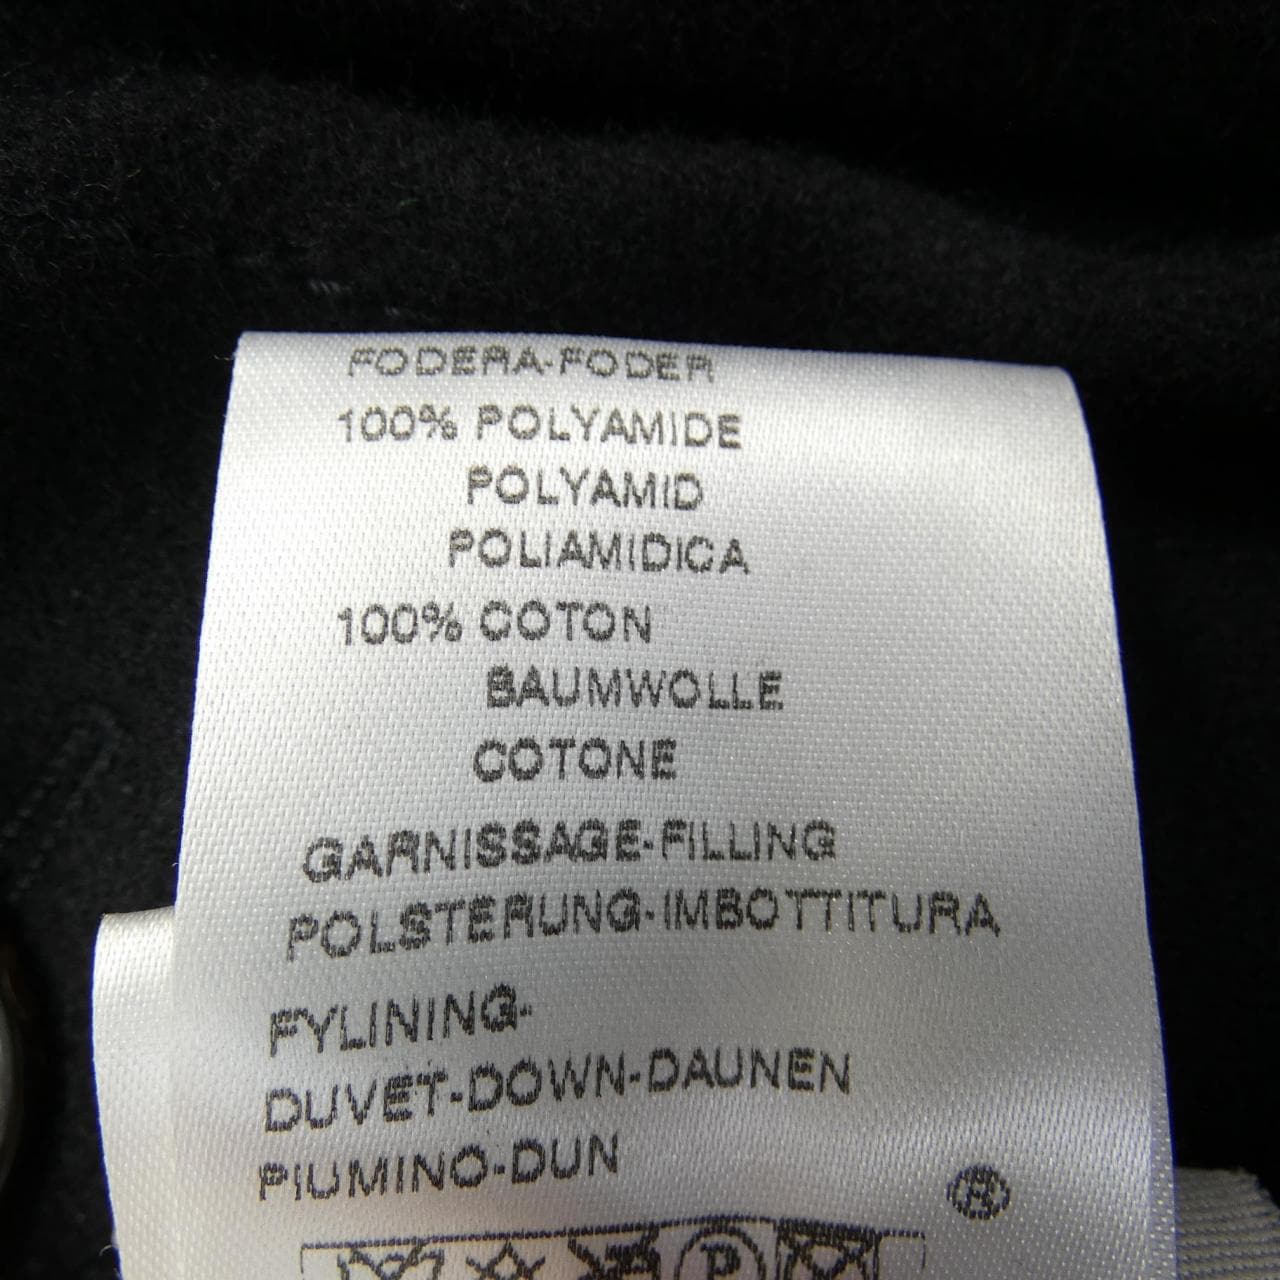 FODERA-FODER
100% POLYAMIDE
POLYAMID
POLIAMIDICA
100% COTON
BAUMWOLLE
COTONE
GARNISSAGE-FILLING
POLSTERUNG-IMBOTTITURA
FYLINING-
DUVET-DOWN-DAUNEN
PIUMINO-DUN
®
P